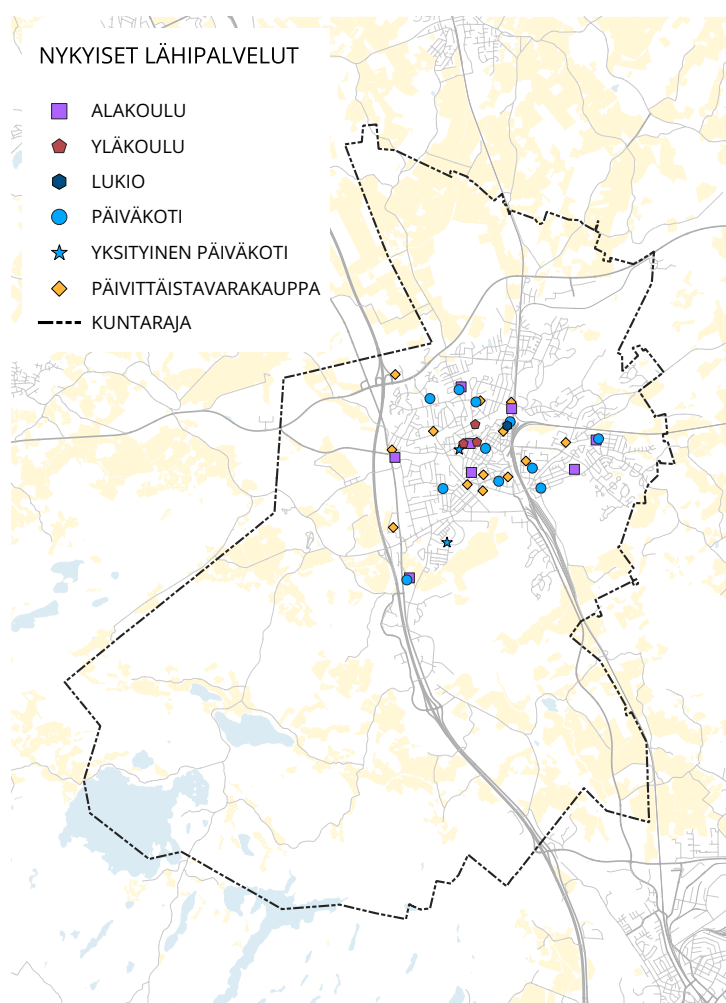 NYKYISET LÄHIPALVELUT
ALAKOULU
YLÄKOULU
LUKIO
PÄIVÄKOTI
YKSITYINEN PÄIVÄKOTI
PÄIVITTÄISTAVARAKAUPPA
KUNTARAJA